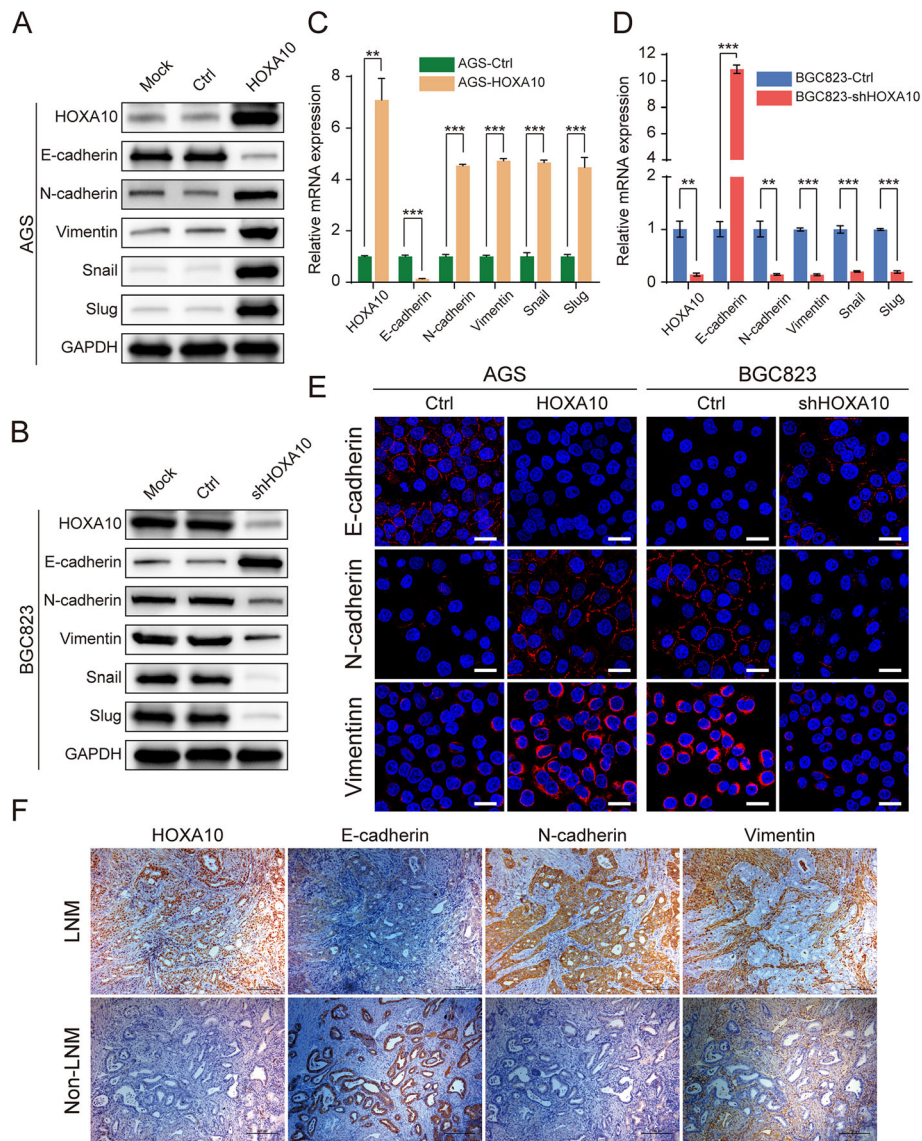 A
Mock
Ctrl
HOXA10
AGS
HOXA10
E-cadherin
N-cadherin
Vimentin
Snail
Slug
GAPDH
B
Mock
Ctrl
shHOXA10
BGC823
HOXA10
E-cadherin
N-cadherin
Vimentin
Snail
Slug
GAPDH
C
Relative mRNA expression
8
6
4
2
0
AGS-Ctrl
AGS-HOXA10
**
***
***
***
***
***
HOXA10
E-cadherin
N-cadherin
Vimentin
Snail
Slug
D
Relative mRNA expression
12
10
8
6
4
2
1
0
BGC823-Ctrl
BGC823-shHOXA10
**
***
**
***
***
***
HOXA10
E-cadherin
N-cadherin
Vimentin
Snail
Slug
E
AGS
BGC823
Ctrl
HOXA10
Ctrl
shHOXA10
E-cadherin
N-cadherin
Vimentinn
F
HOXA10
E-cadherin
N-cadherin
Vimentin
LNM
Non-LNM